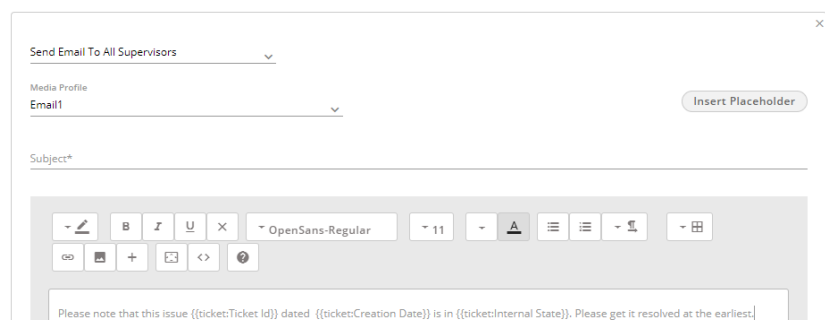 Send Email To All Supervisors
Media Profile
Email1
Insert Placeholder
Subject*
B I U
OpenSans-Regular
11
A
Please note that this issue {{ticket:Ticket Id}} dated {{ticket:Creation Date}} is in {{ticket:Internal State}}. Please get it resolved at the earliest.